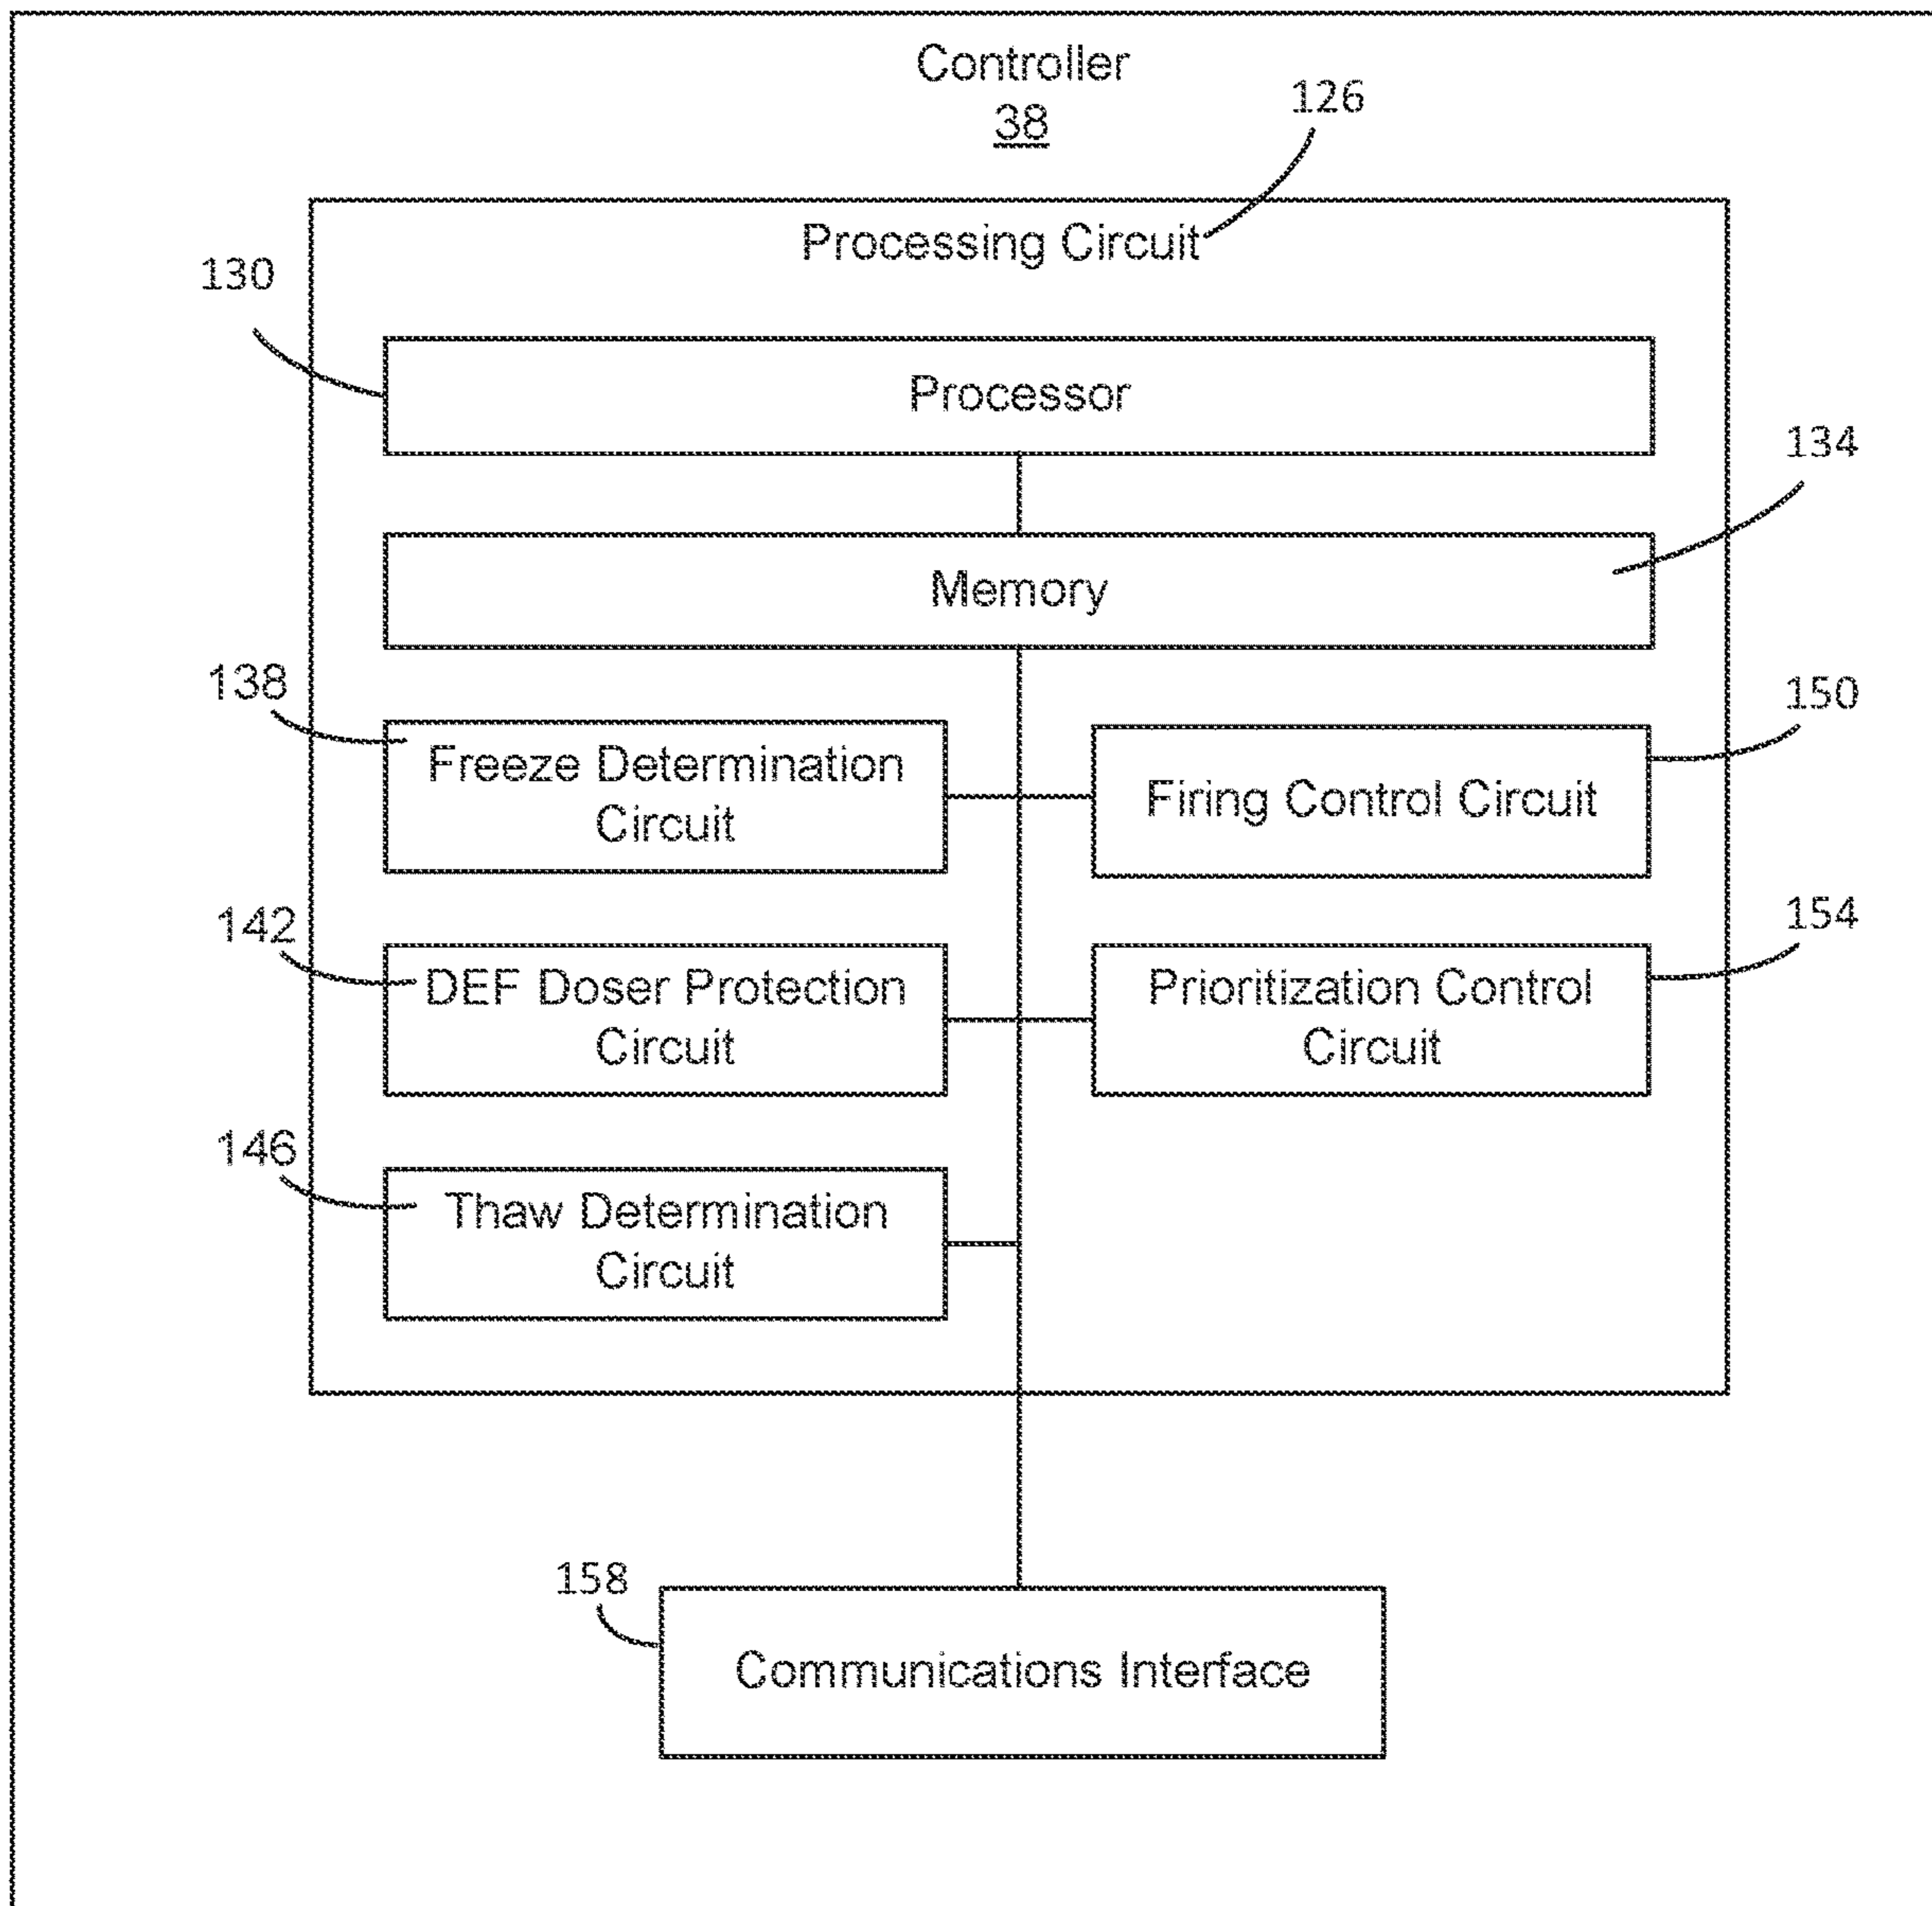 Controller
38
126
Processing Circuit
130
Processor
134
Memory
138
Freeze Determination
Circuit
150
Firing Control Circuit
142
DEF Doser Protection
Circuit
154
Prioritization Control
Circuit
146
Thaw Determination
Circuit
158
Communications Interface